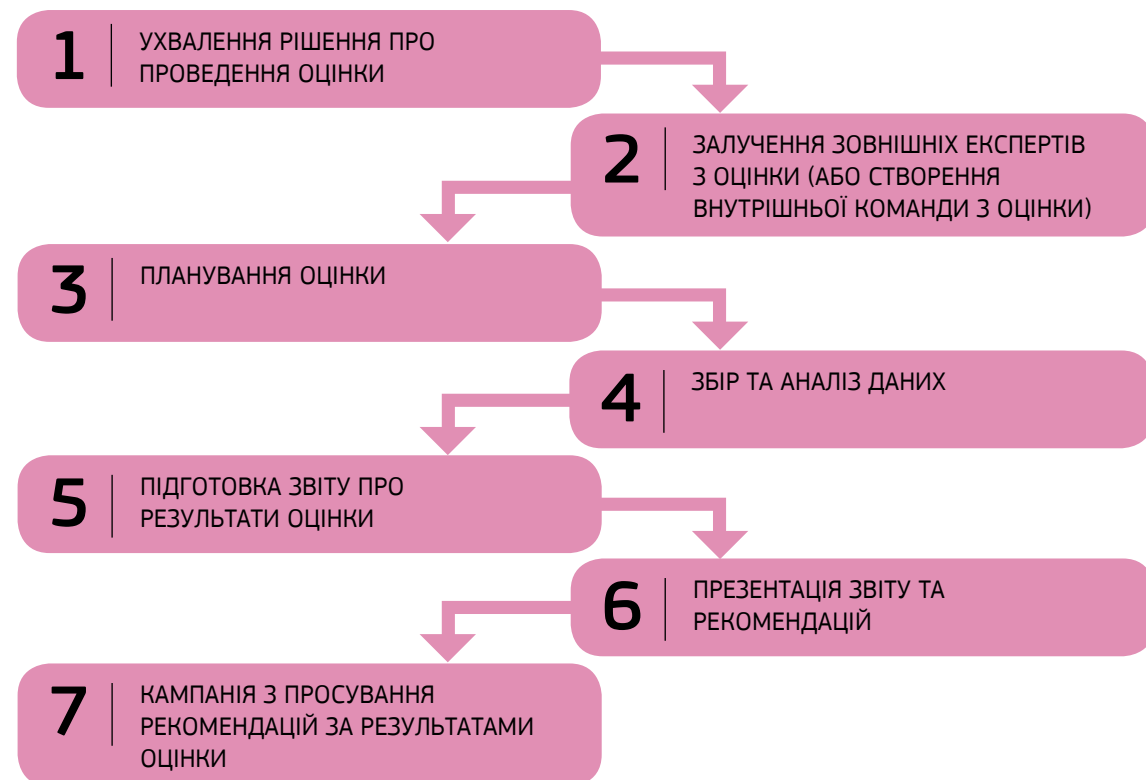 1
УХВАЛЕННЯ РІШЕННЯ ПРО
ПРОВЕДЕННЯ ОЦІНКИ
2
ЗАЛУЧЕННЯ ЗОВНІШНІХ ЕКСПЕРТІВ
З ОЦІНКИ (АБО СТВОРЕННЯ
ВНУТРІШНЬОЇ КОМАНДИ З ОЦІНКИ)
3
ПЛАНУВАННЯ ОЦІНКИ
4
ЗБІР ТА АНАЛІЗ ДАНИХ
5
ПІДГОТОВКА ЗВІТУ ПРО
РЕЗУЛЬТАТИ ОЦІНКИ
6
ПРЕЗЕНТАЦІЯ ЗВІТУ ТА
РЕКОМЕНДАЦІЙ
7
КАМПАНІЯ З ПРОСУВАННЯ
РЕКОМЕНДАЦІЙ ЗА РЕЗУЛЬТАТАМИ
ОЦІНКИ